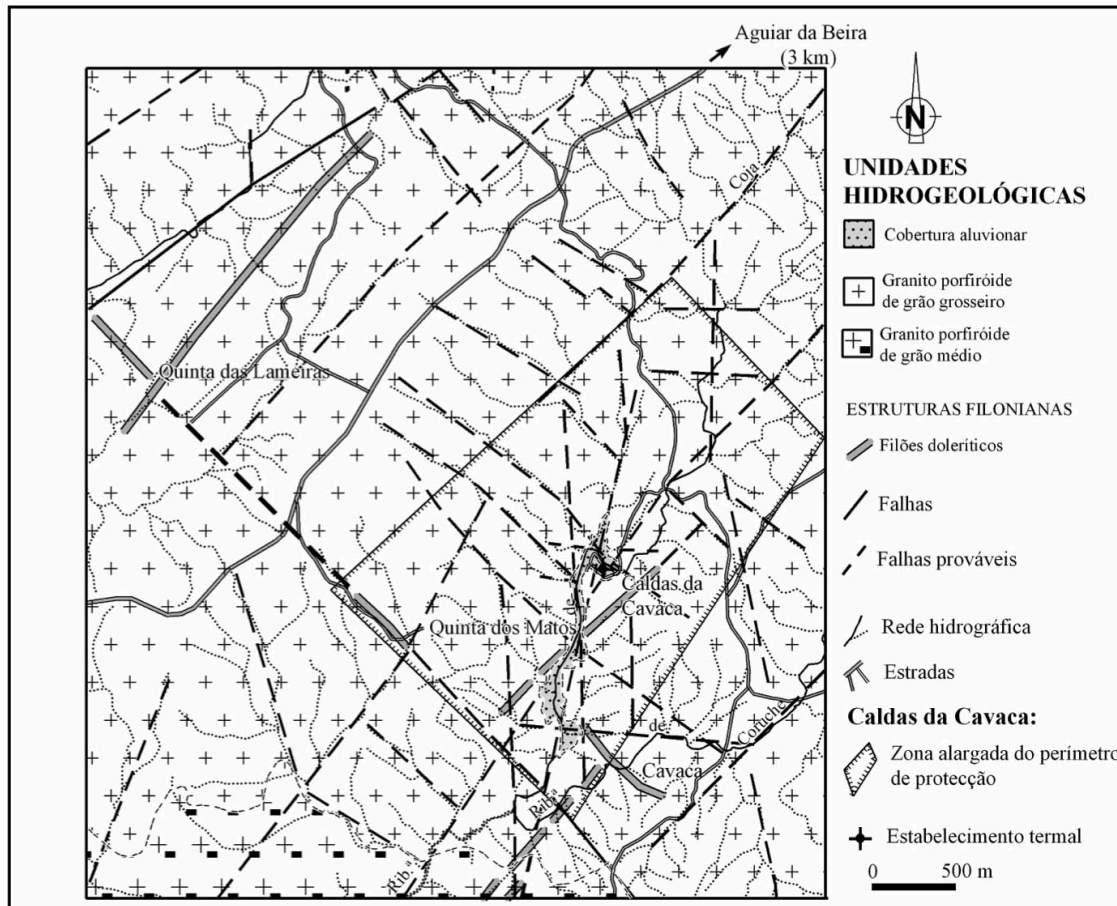 Aguiar da Beira
(3 km)
Coja
Quinta das Lameiras
de
Caldas da
Cavaca
Quinta dos Matos
de
Coruche
Cavaca
Rib.ª
Rib.ª
N
UNIDADES
HIDROGEOLÓGICAS
Cobertura aluvionar
Granito porfiróide
de grão grosseiro
Granito porfiróide
de grão médio
ESTRUTURAS FILONIANAS
Filões doleríticos
Falhas
Falhas prováveis
Rede hidrográfica
Estradas
Caldas da Cavaca:
Zona alargada do perímetro
de protecção
Estabelecimento termal
0 500 m